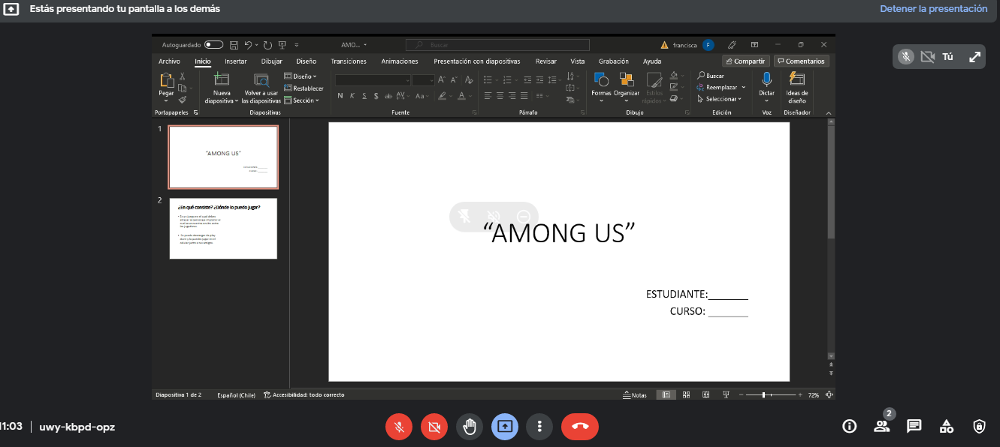 Estás presentando tu pantalla a los demás
Detener la presentación
Autoguardado
AMO...
Buscar
francisca
F
Archivo Inicio Insertar Dibujar Diseño Transiciones Animaciones Presentación con diapositivas Revisar Vista Grabación Ayuda
Compartir
Comentarios
Tú
Pegar
Nueva
diapositiva
Volver a usar
las diapositivas
Diseño
Restablecer
Sección
N K S S ab AV Aa A
Formas
Organizar
Estilos
rápidos
Buscar
Reemplazar
Seleccionar
Dictar
Ideas de
diseño
Portapapeles Diapositivas Fuente Párrafo Dibujo Edición Voz Diseñador
1
"AMONG US"
2
¿En qué consiste? ¿Dónde lo puedo jugar?
“AMONG US”
ESTUDIANTE:_______
CURSO: _______
Diapositiva 1 de 2
Español (Chile)
Accesibilidad: todo correcto
Notas
72%
11:03
uwy-kbpd-opz
2